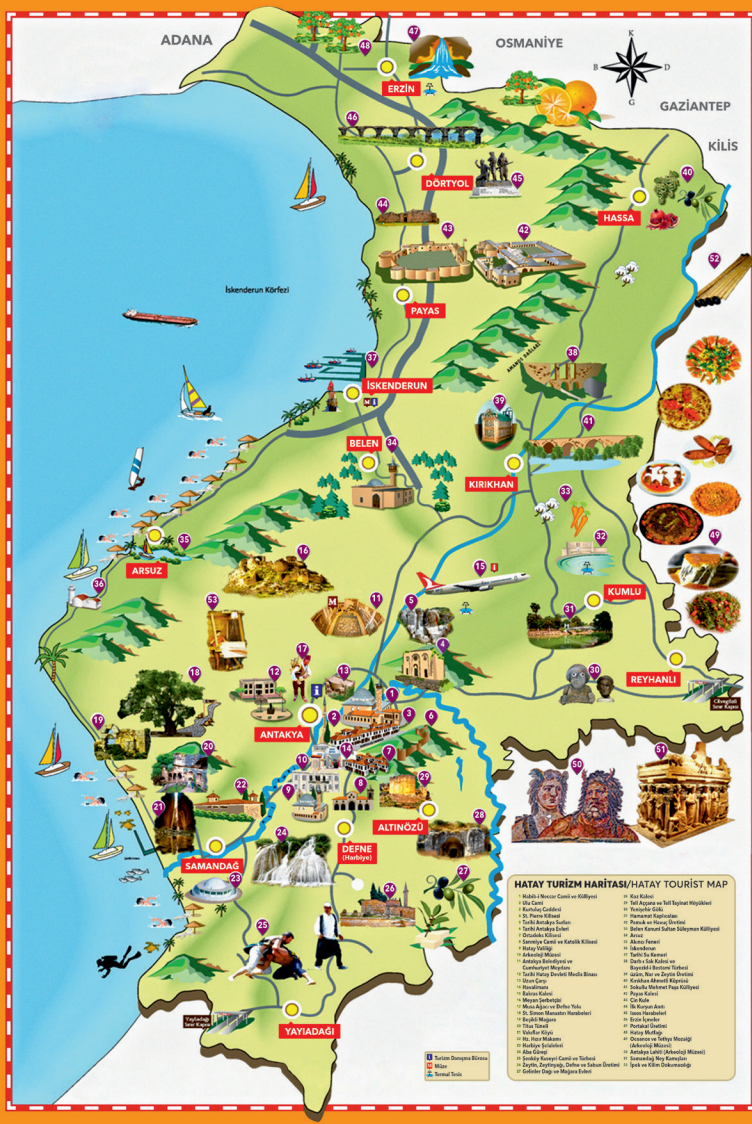 ADANA
OSMANİYE
GAZİANTEP
KİLİS
K
B
D
G
47
48
ERZİN
46
DÖRTYOL
45
40
HASSA
44
43
42
52
İskenderun Körfezi
PAYAS
37
AMANOS DAĞLARI
38
İSKENDERUN
M i
39
41
BELEN
34
KIRIKHAN
33
35
32
49
ARSUZ
16
15
36
KUMLU
53
11
M
5
31
17
4
30
REYHANLI
Cilvegözü
Sınır Kapısı
18
12
13
i
1
ANTAKYA
2
3
6
19
14
7
20
10
50
51
22
9
8
29
21
ALTINÖZÜ
28
24
DEFNE
(Harbiye)
SAMANDAĞ
23
27
26
25
Yayladağı
Sınır Kapısı
YAYLADAĞI
HATAY TURİZM HARİTASI/HATAY TOURIST MAP
Habib-i Neccar Camii ve Külliyesi
Ulu Cami
Kurtuluş Caddesi
St. Pierre Kilisesi
Tarihi Antakya Surları
Tarihi Antakya Evleri
Ortodoks Kilisesi
Sarımiye Camii ve Katolik Kilisesi
Hatay Valiliği
Arkeoloji Müzesi
Antakya Belediyesi ve
Cumhuriyet Meydanı
Tarihi Hatay Devleti Meclis Binası
Uzun Çarşı
Havalimanı
Bakras Kalesi
Meyan Şerbetçisi
Musa Ağacı ve Defne Yolu
St. Simon Manastırı Harabeleri
Beşikli Mağara
Titus Tüneli
Vakıflar Köyü
Hz. Hızır Makamı
Harbiye Şelaleleri
Aba Güreşi
Şenköy Kuseyri Camii ve Türbesi
Zeytin, Zeytinyağı, Defne ve Sabun Üretimi
Gelinler Dağı ve Mağara Evleri
Koz Kalesi
Tell Aççana ve Tell Tayinat Höyükleri
Yenişehir Gölü
Hamamat Kaplıcaları
Pamuk ve Havuç Üretimi
Belen Kanuni Sultan Süleyman Külliyesi
Arsuz
Akıncı Feneri
İskenderun
Tarihi Su Kemeri
Darb-ı Sak Kalesi ve
Bayezid-i Bestami Türbesi
Üzüm, Nar ve Zeytin Üretimi
Kırıkhan Ahmetli Köprüsü
Sokullu Mehmet Paşa Külliyesi
Payas Kalesi
Cin Kule
İlk Kurşun Anıtı
İssos Harabeleri
Erzin İçmeler
Portakal Üretimi
Hatay Mutfağı
Oceanos ve Tethys Mozaiği
(Arkeoloji Müzesi)
Antakya Lahti (Arkeoloji Müzesi)
Samandağ Ney Kamışları
İpek ve Kilim Dokumacılığı
i Turizm Danışma Bürosu
M Müze
Termal Tesis